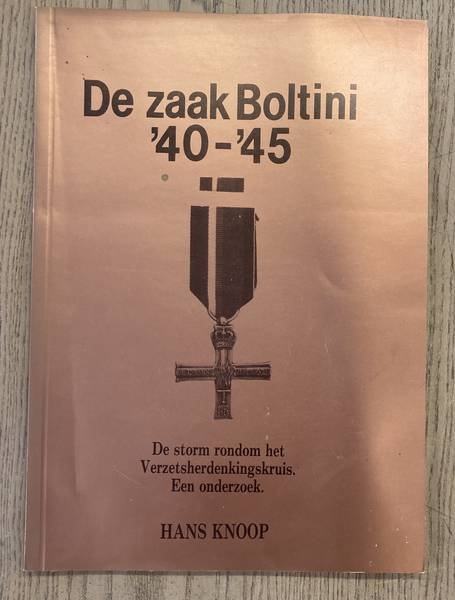 De zaak Boltini
'40-'45
De storm rondom het
Verzetsherdenkingskruis.
Een onderzoek.
HANS KNOOP